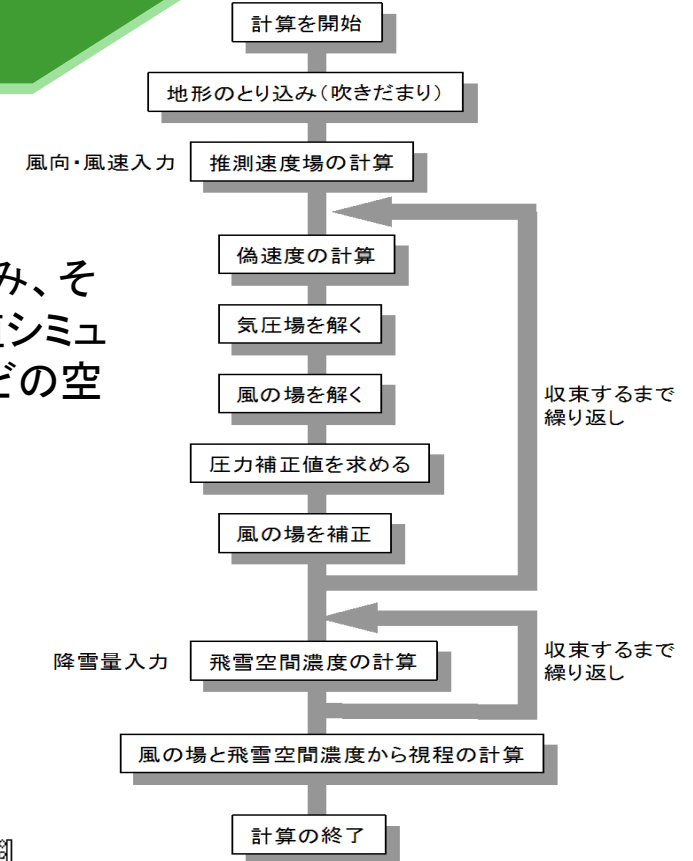 計算を開始
地形のとり込み(吹きだまり)
風向・風速入力
推測速度場の計算
偽速度の計算
気圧場を解く
風の場を解く
圧力補正値を求める
風の場を補正
収束するまで
繰り返し
降雪量入力
飛雪空間濃度の計算
収束するまで
繰り返し
風の場と飛雪空間濃度から視程の計算
計算の終了
み、そ
シミュ
どの空